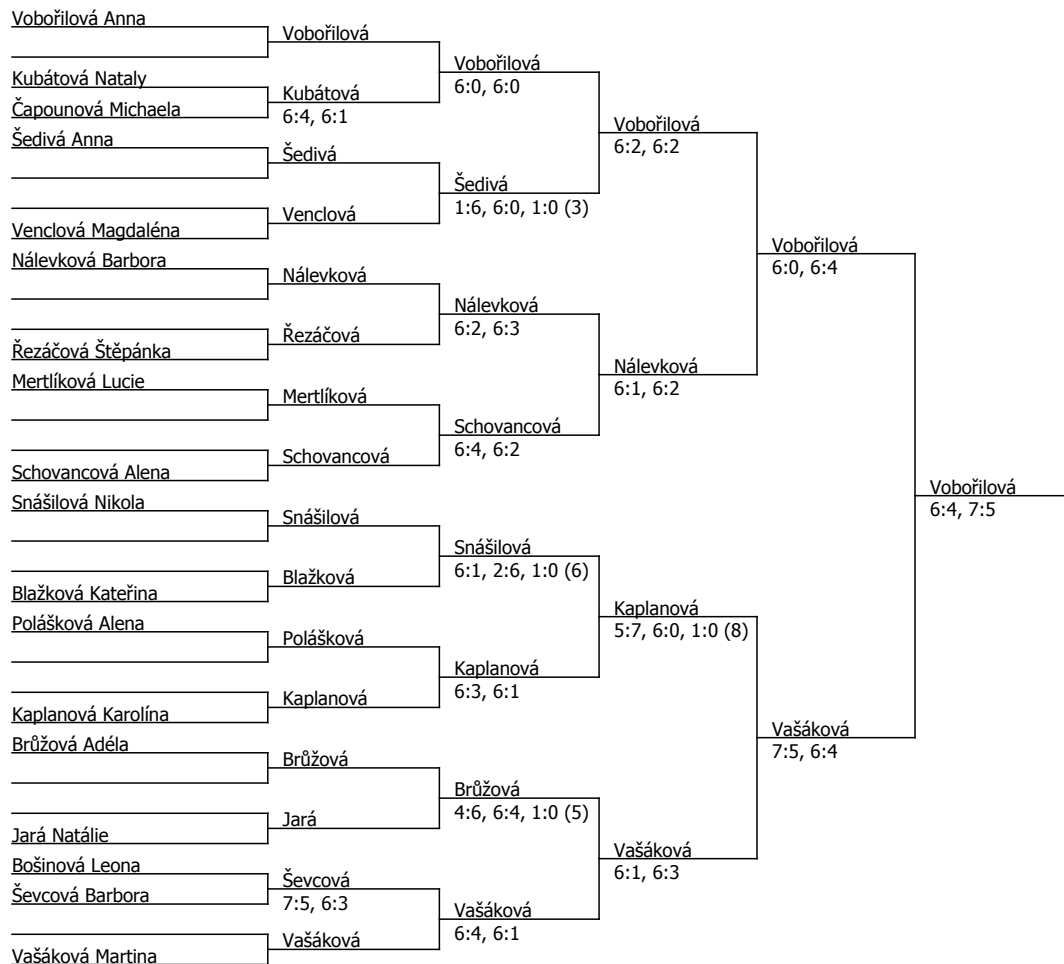 Vobořilová Anna
Kubátová Nataly
Čapounová Michaela
Šedivá Anna
Venclová Magdaléna
Nálevková Barbora
Řezáčová Štěpánka
Mertlíková Lucie
Schovancová Alena
Snášilová Nikola
Blažková Kateřina
Polášková Alena
Kaplanová Karolína
Brůžová Adéla
Jará Natálie
Bošinová Leona
Ševcová Barbora
Vašáková Martina
Vobořilová
Kubátová
6:4, 6:1
Šedivá
Venclová
Nálevková
Řezáčová
Mertlíková
Schovancová
Snášilová
Blažková
Polášková
Kaplanová
Brůžová
Jará
Ševcová
7:5, 6:3
Vašáková
Vobořilová
6:0, 6:0
Šedivá
1:6, 6:0, 1:0 (3)
Nálevková
6:2, 6:3
Schovancová
6:4, 6:2
Snášilová
6:1, 2:6, 1:0 (6)
Kaplanová
6:3, 6:1
Brůžová
4:6, 6:4, 1:0 (5)
Vašáková
6:4, 6:1
Vobořilová
6:2, 6:2
Nálevková
6:1, 6:2
Kaplanová
5:7, 6:0, 1:0 (8)
Vašáková
6:1, 6:3
Vobořilová
6:0, 6:4
Vašáková
7:5, 6:4
Vobořilová
6:4, 7:5